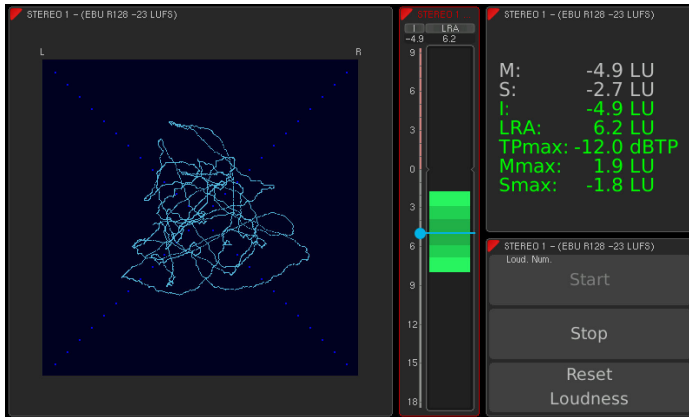 STEREO 1 – (EBU R128 –23 LUFS)
L R
STEREO 1
I LRA
-4.9 6.2
9
6
3
0
3
6
9
12
15
18
STEREO 1 – (EBU R128 –23 LUFS)
M: -4.9 LU
S: -2.7 LU
I: -4.9 LU
LRA: 6.2 LU
TPmax: -12.0 dBTP
Mmax: 1.9 LU
Smax: -1.8 LU
STEREO 1 – (EBU R128 –23 LUFS)
Loud. Num.
Start
Stop
Reset
Loudness